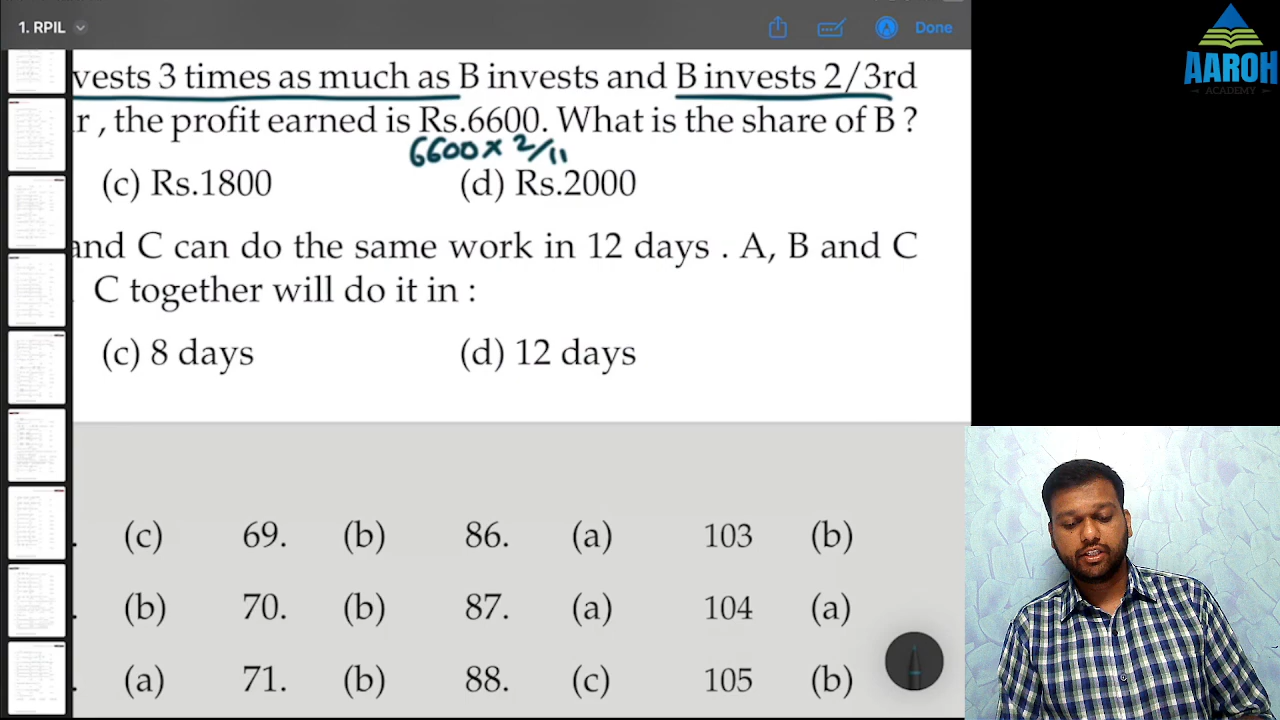 1. RPIL
Done
AAROH
ACADEMY
vests 3 times as much as B invests and B invests 2/3rd
r , the profit earned is Rs.6600. What is the share of B ?
6600 x 2/11
(c) Rs.1800 (d) Rs.2000
and C can do the same work in 12 days . A, B and C
C together will do it in :
(c) 8 days (d) 12 days
. (c) 69. (b) 86. (a) 103 (b)
. (b) 70. (b) 87. (a) 104 (a)
. (a) 71. (b) 88. (c) 105 (b)